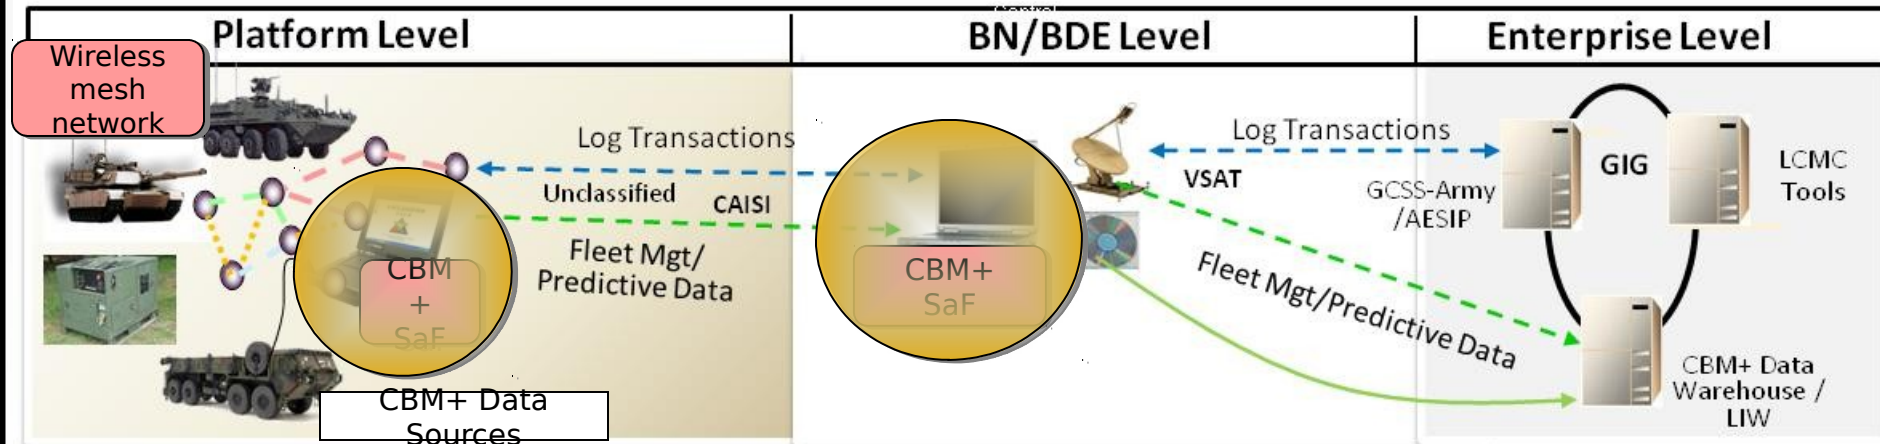 Control
Platform Level
BN/BDE Level
Enterprise Level
Wireless
mesh
network
Log Transactions
Unclassified
CAISI
Fleet Mgt/
Predictive Data
CBM
+
SaF
CBM+ Data
Sources
CBM+
SaF
Log Transactions
VSAT
Fleet Mgt/Predictive Data
GCSS-Army
/AESIP
GIG
LCMC
Tools
CBM+ Data
Warehouse /
LIW